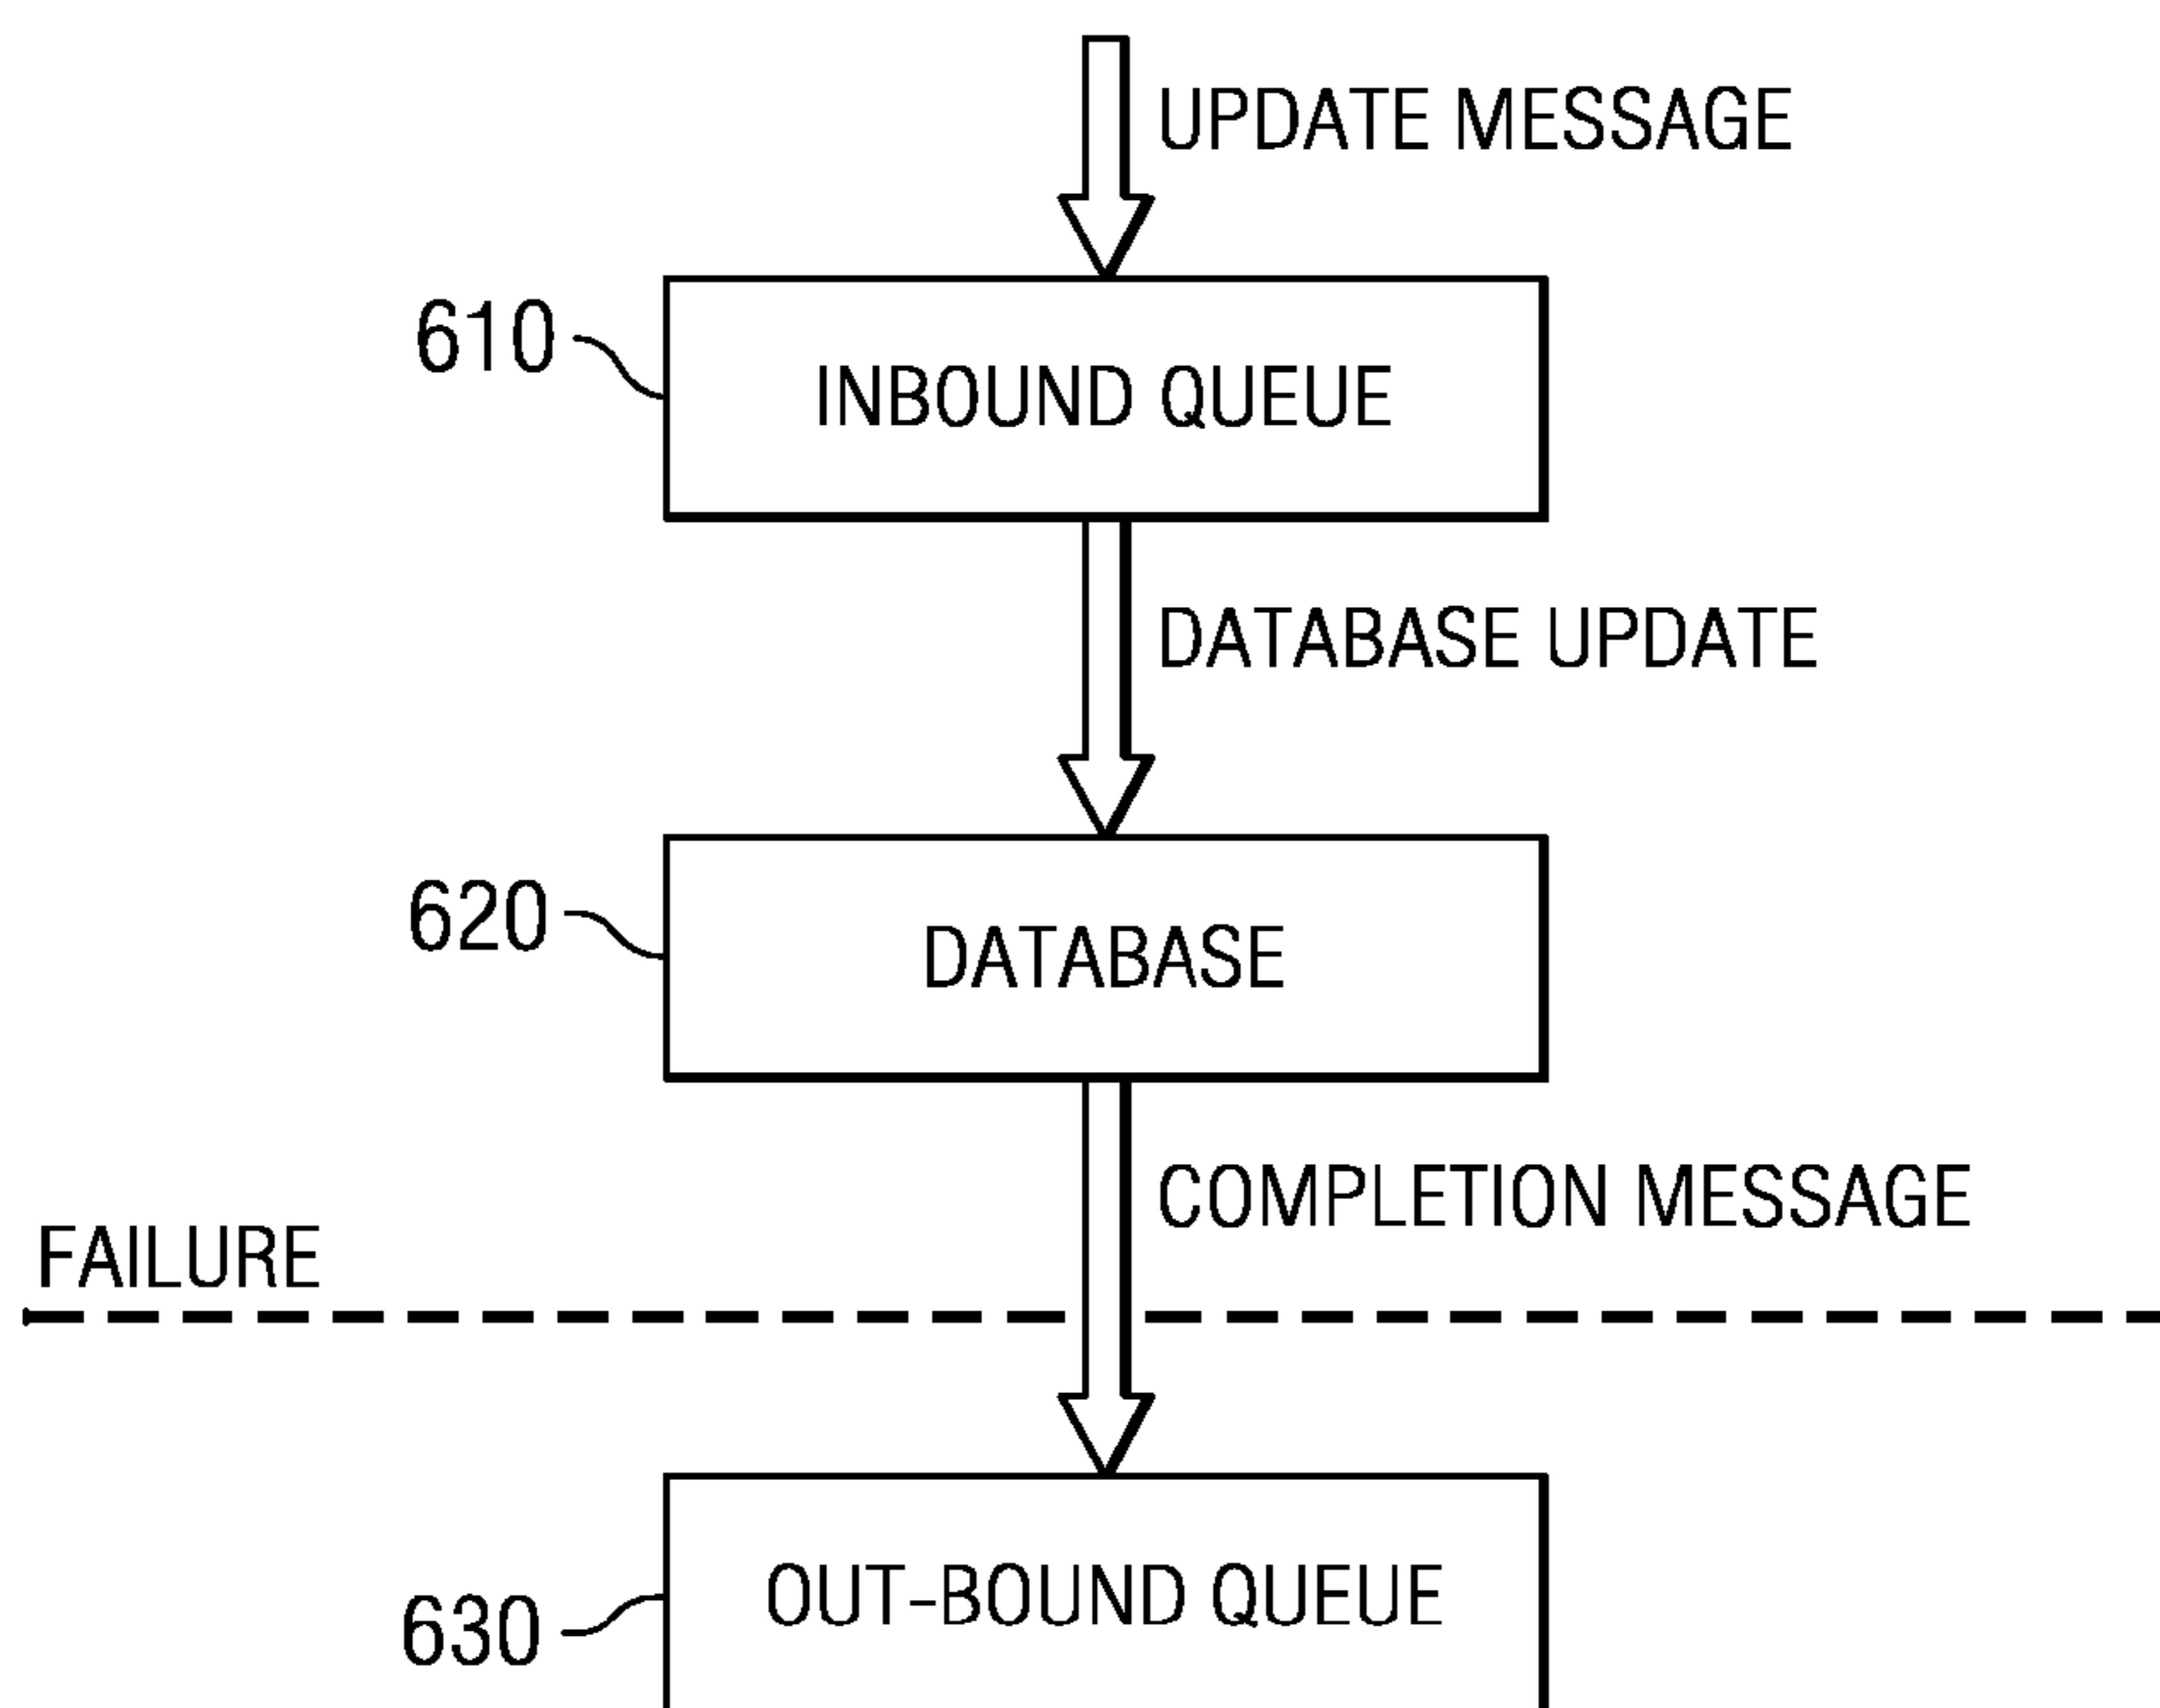 UPDATE MESSAGE
610
INBOUND QUEUE
DATABASE UPDATE
620
DATABASE
COMPLETION MESSAGE
FAILURE
OUT-BOUND QUEUE
630